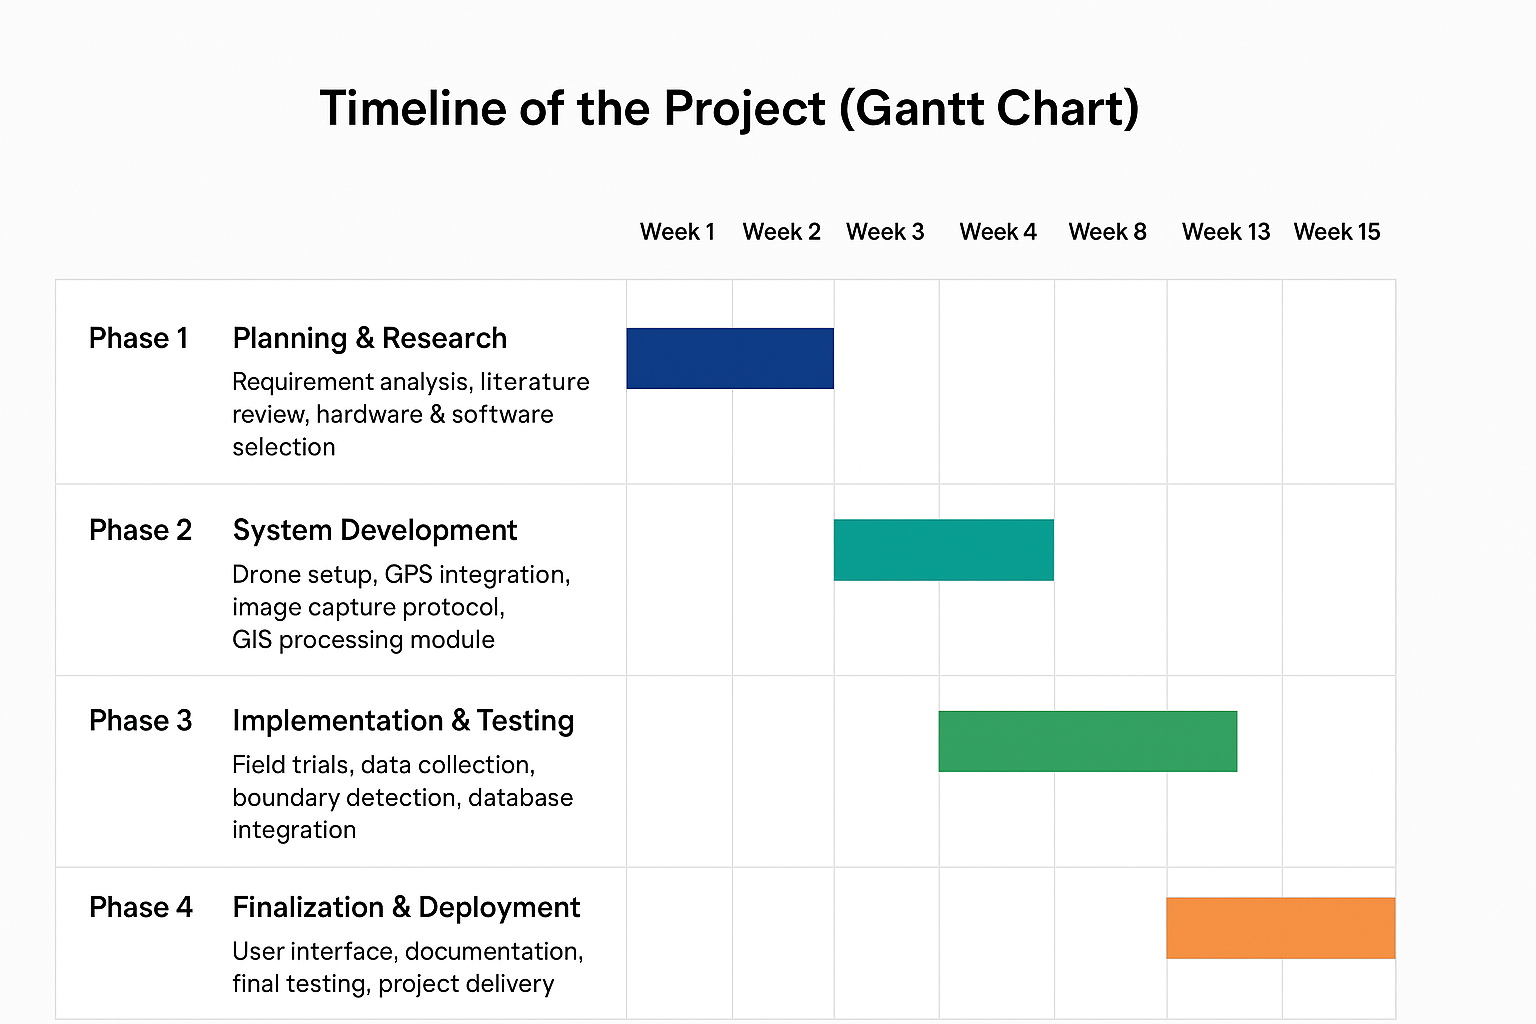 Timeline of the Project (Gantt Chart)
Week 1 Week 2 Week 3 Week 4 Week 8 Week 13 Week 15
Phase 1 Planning & Research
Requirement analysis, literature
review, hardware & software
selection
Phase 2 System Development
Drone setup, GPS integration,
image capture protocol,
GIS processing module
Phase 3 Implementation & Testing
Field trials, data collection,
boundary detection, database
integration
Phase 4 Finalization & Deployment
User interface, documentation,
final testing, project delivery